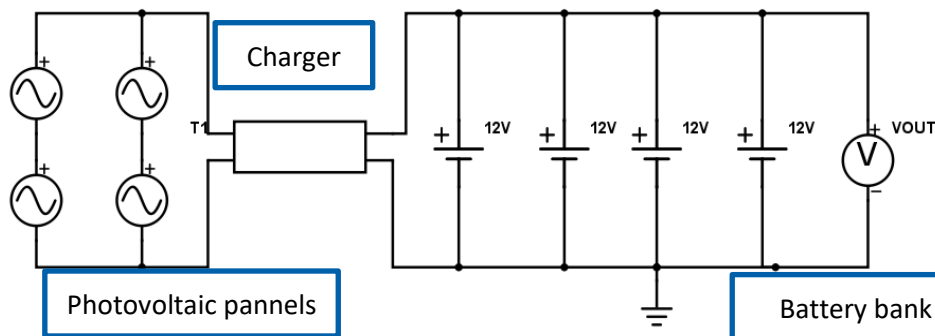 Charger
+
+
+
+
T1
+
12V
+
12V
+
12V
+
12V
+
VOUT
V
−
Photovoltaic pannels
Battery bank